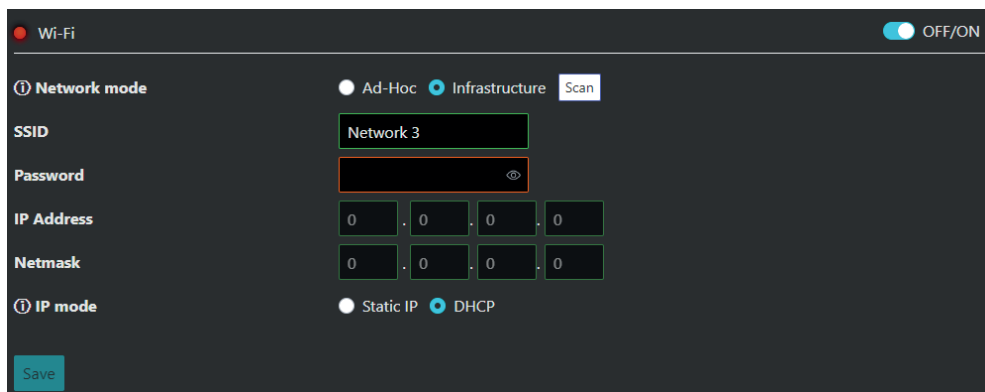 Wi-Fi OFF/ON
Network mode Ad-Hoc Infrastructure Scan
SSID Network 3
Password
IP Address 0 . 0 . 0 . 0
Netmask 0 . 0 . 0 . 0
IP mode Static IP DHCP
Save